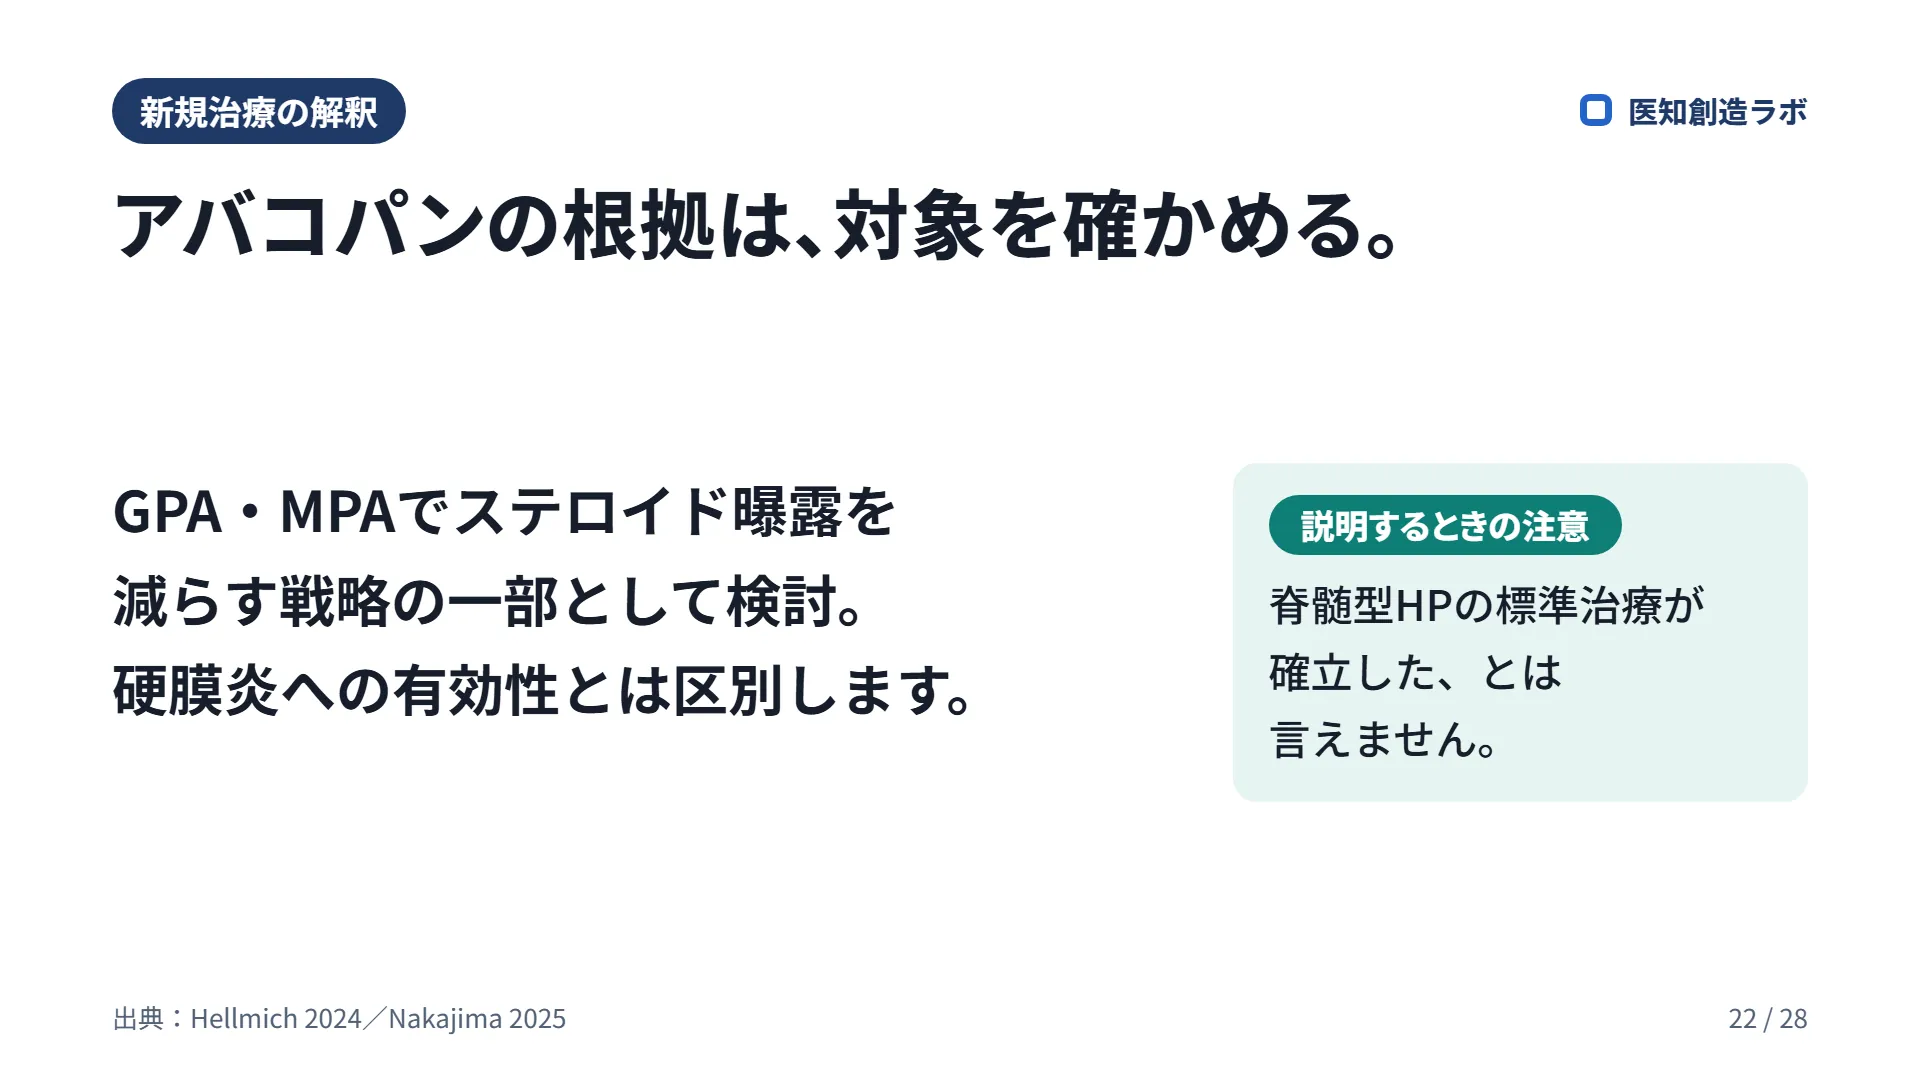 新規治療の解釈
医知創造ラボ
アバコパンの根拠は、対象を確かめる。
GPA・MPAでステロイド曝露を
減らす戦略の一部として検討。
硬膜炎への有効性とは区別します。
説明するときの注意
脊髄型HPの標準治療が
確立した、とは
言えません。
出典：Hellmich 2024／Nakajima 2025
22 / 28